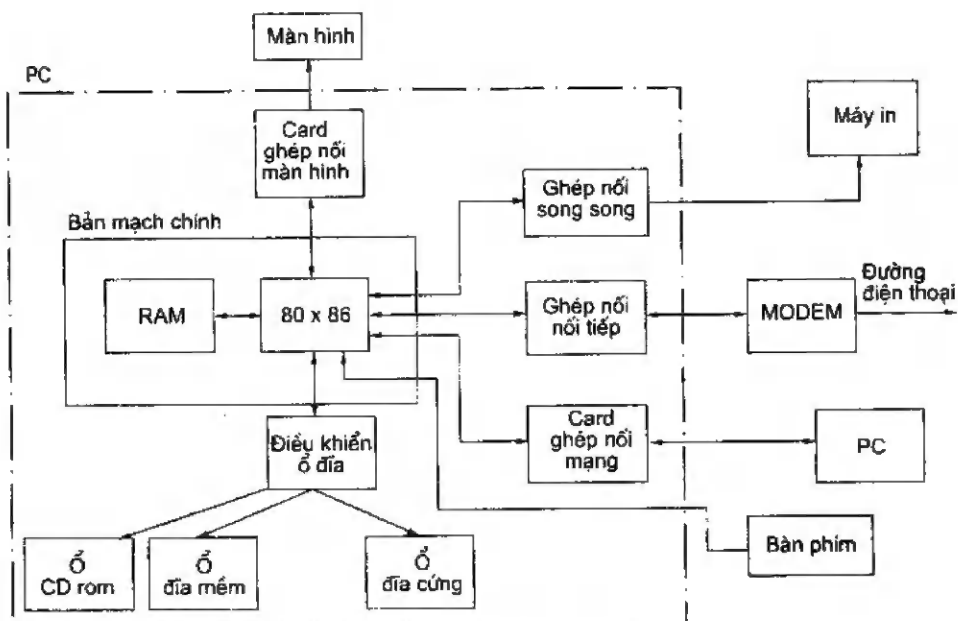 Màn hình
PC
Card
ghép nối
màn hình
Máy in
Ghép nối
song song
Bản mạch chính
RAM
80 x 86
Ghép nối
nối tiếp
MODEM
Đường
điện thoại
Card
ghép nối
mạng
PC
Điều khiển
ổ đĩa
Bàn phím
Ổ
CD rom
Ổ
đĩa mềm
Ổ
đĩa cứng